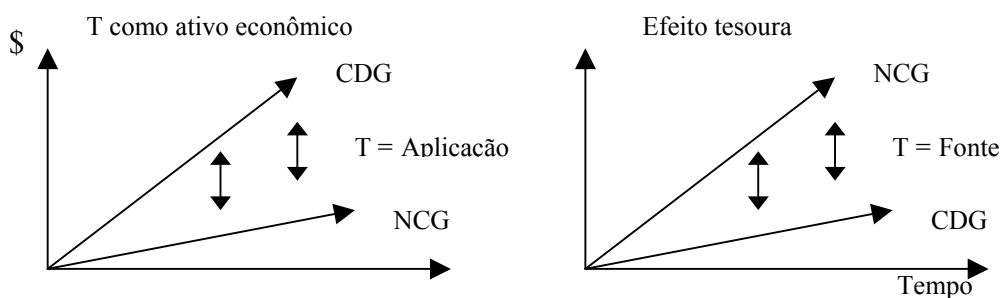 T como ativo econômico
Efeito tesoura
$
CDG
NCG
T = Aplicação
T = Fonte
NCG
CDG
Tempo